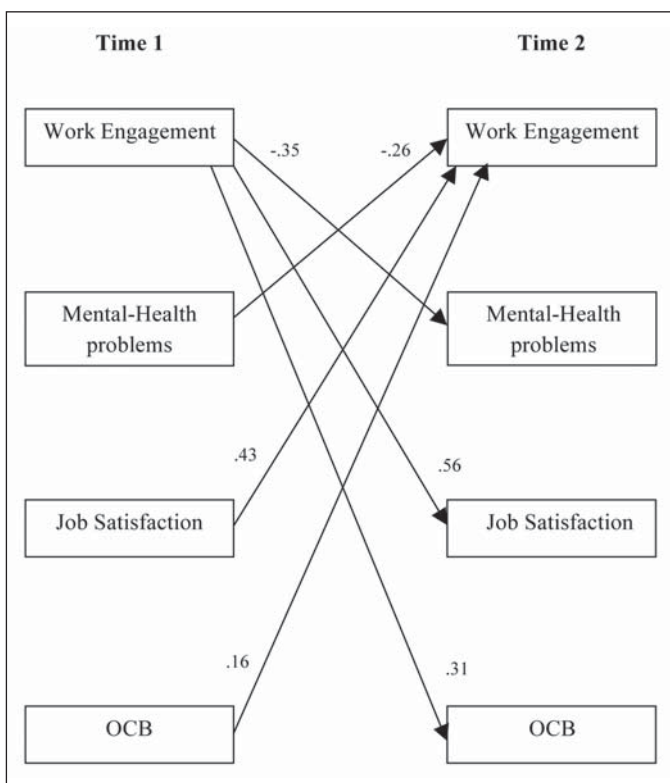 Time 1
Time 2
Work Engagement
Work Engagement
-.35
-.26
Mental-Health
problems
Mental-Health
problems
.43
.56
Job Satisfaction
Job Satisfaction
.16
.31
OCB
OCB